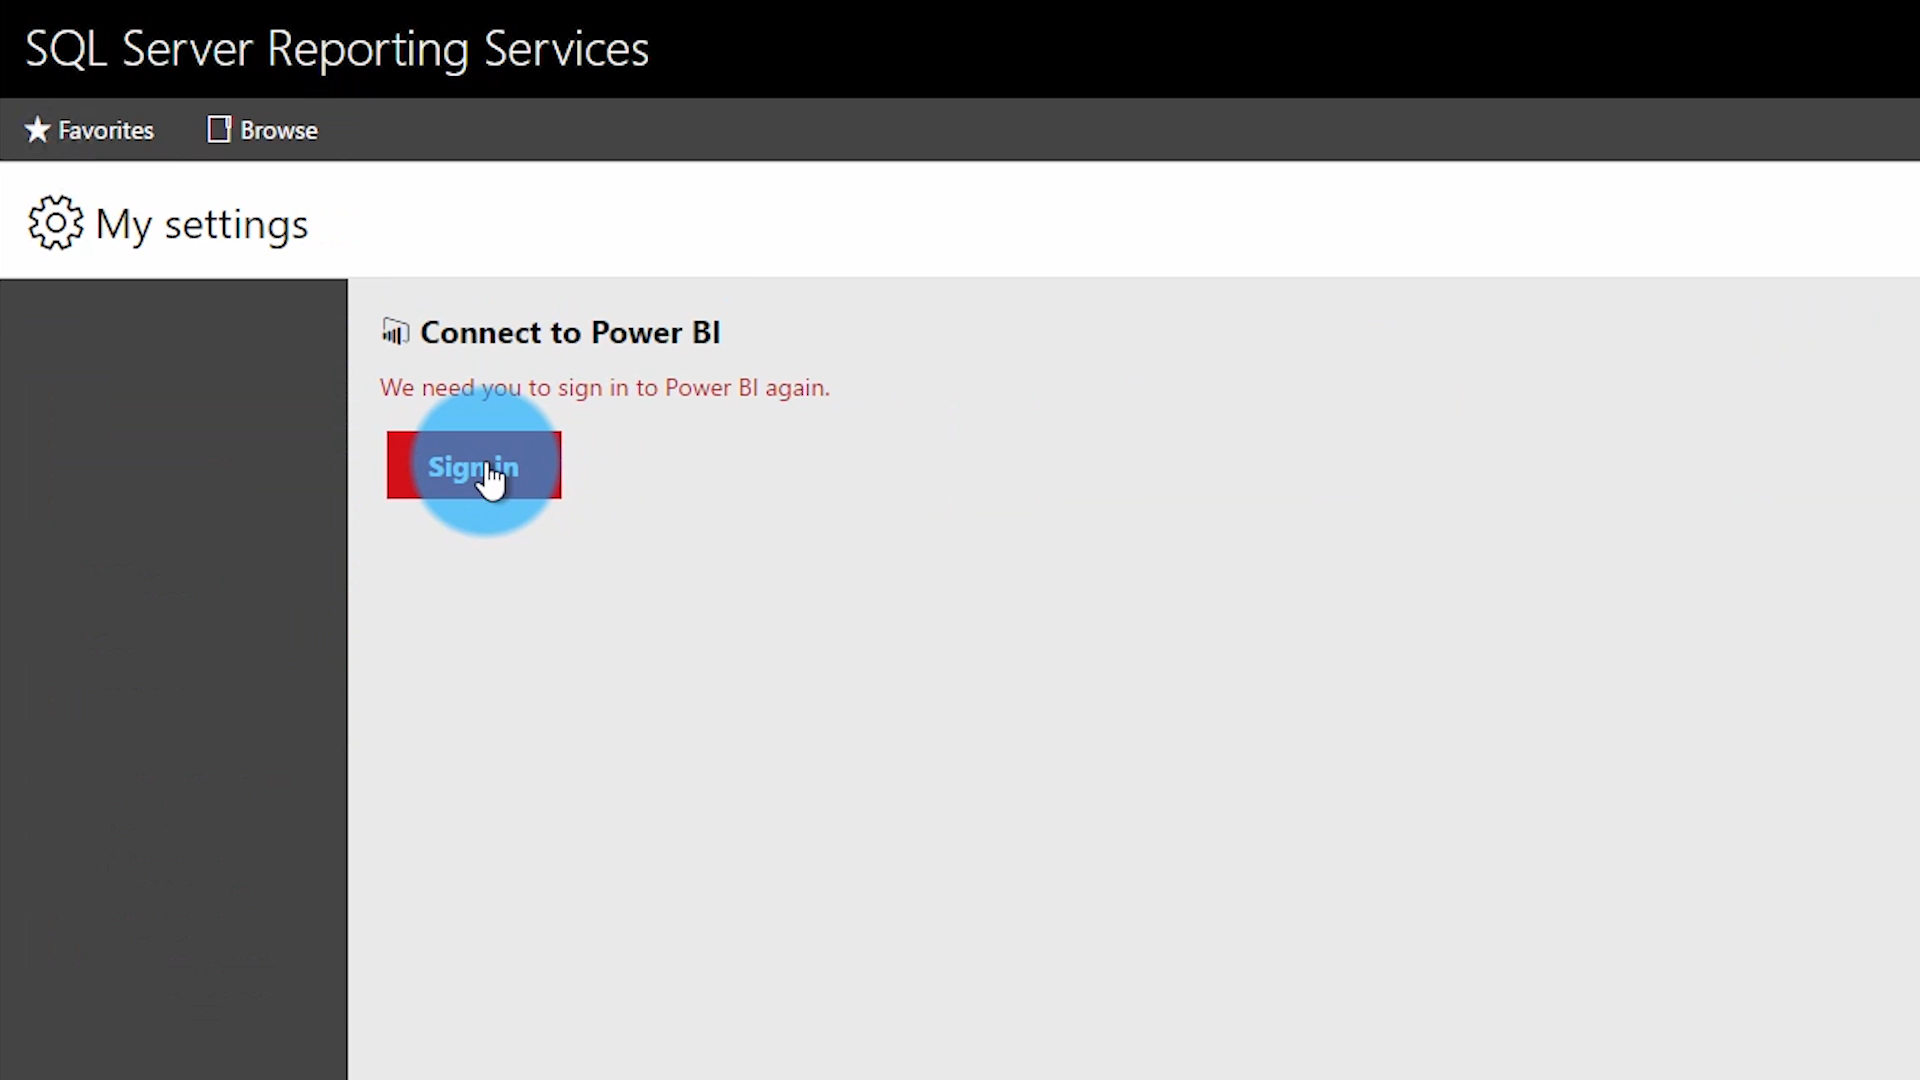 SQL Server Reporting Services
Favorites
Browse
My settings
Connect to Power BI
We need you to sign in to Power BI again.
Sign in